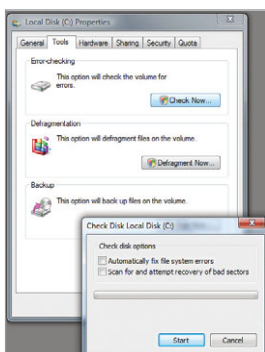 Local Disk (C:) Properties
General Tools Hardware Sharing Security Quota
Error-checking
This option will check the volume for
errors.
Check Now...
Defragmentation
This option will defragment files on the volume.
Defragment Now...
Backup
This option will back up files on the volume.
Check Disk Local Disk (C:)
Check disk options
Automatically fix file system errors
Scan for and attempt recovery of bad sectors
Start Cancel